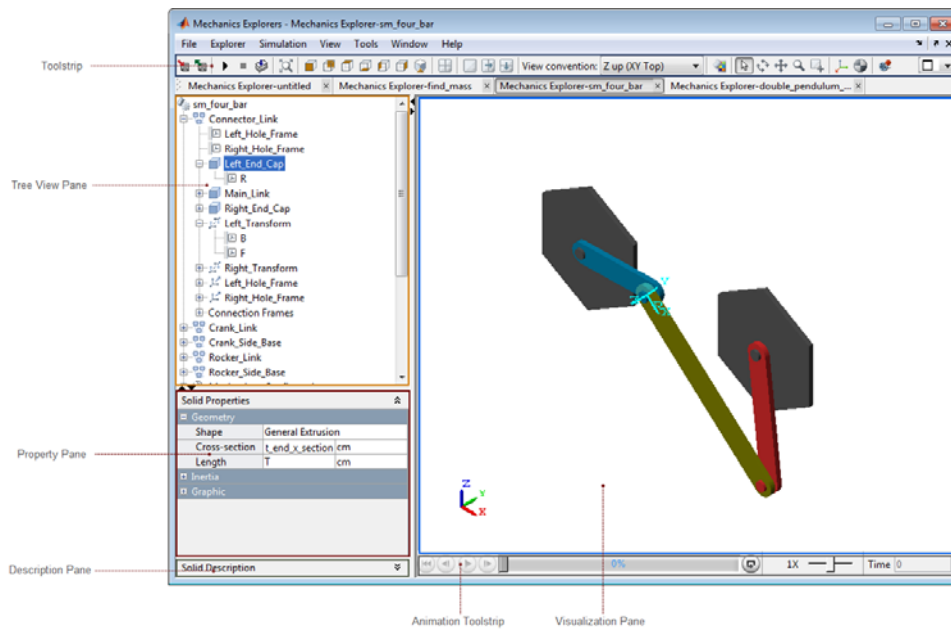 Mechanics Explorers - Mechanics Explorer-sm_four_bar
File Explorer Simulation View Tools Window Help
Toolstrip
View convention: Z up (XY Top)
Mechanics Explorer-untitled
Mechanics Explorer-find_mass
Mechanics Explorer-sm_four_bar
Mechanics Explorer-double_pendulum_...
sm_four_bar
Connector_Link
Left_Hole_Frame
Right_Hole_Frame
Left_End_Cap
R
Tree View Pane
Main_Link
Right_End_Cap
Left_Transform
B
F
Right_Transform
Left_Hole_Frame
Right_Hole_Frame
Connection Frames
Crank_Link
Crank_Side_Base
Rocker_Link
Rocker_Side_Base
Solid Properties
Geometry
Shape General Extrusion
Cross-section t_end_x_section cm
Property Pane
Length T cm
Inertia
Graphic
Z
Y
X
Description Pane
Solid Description
0%
1X
Time 0
Animation Toolstrip
Visualization Pane